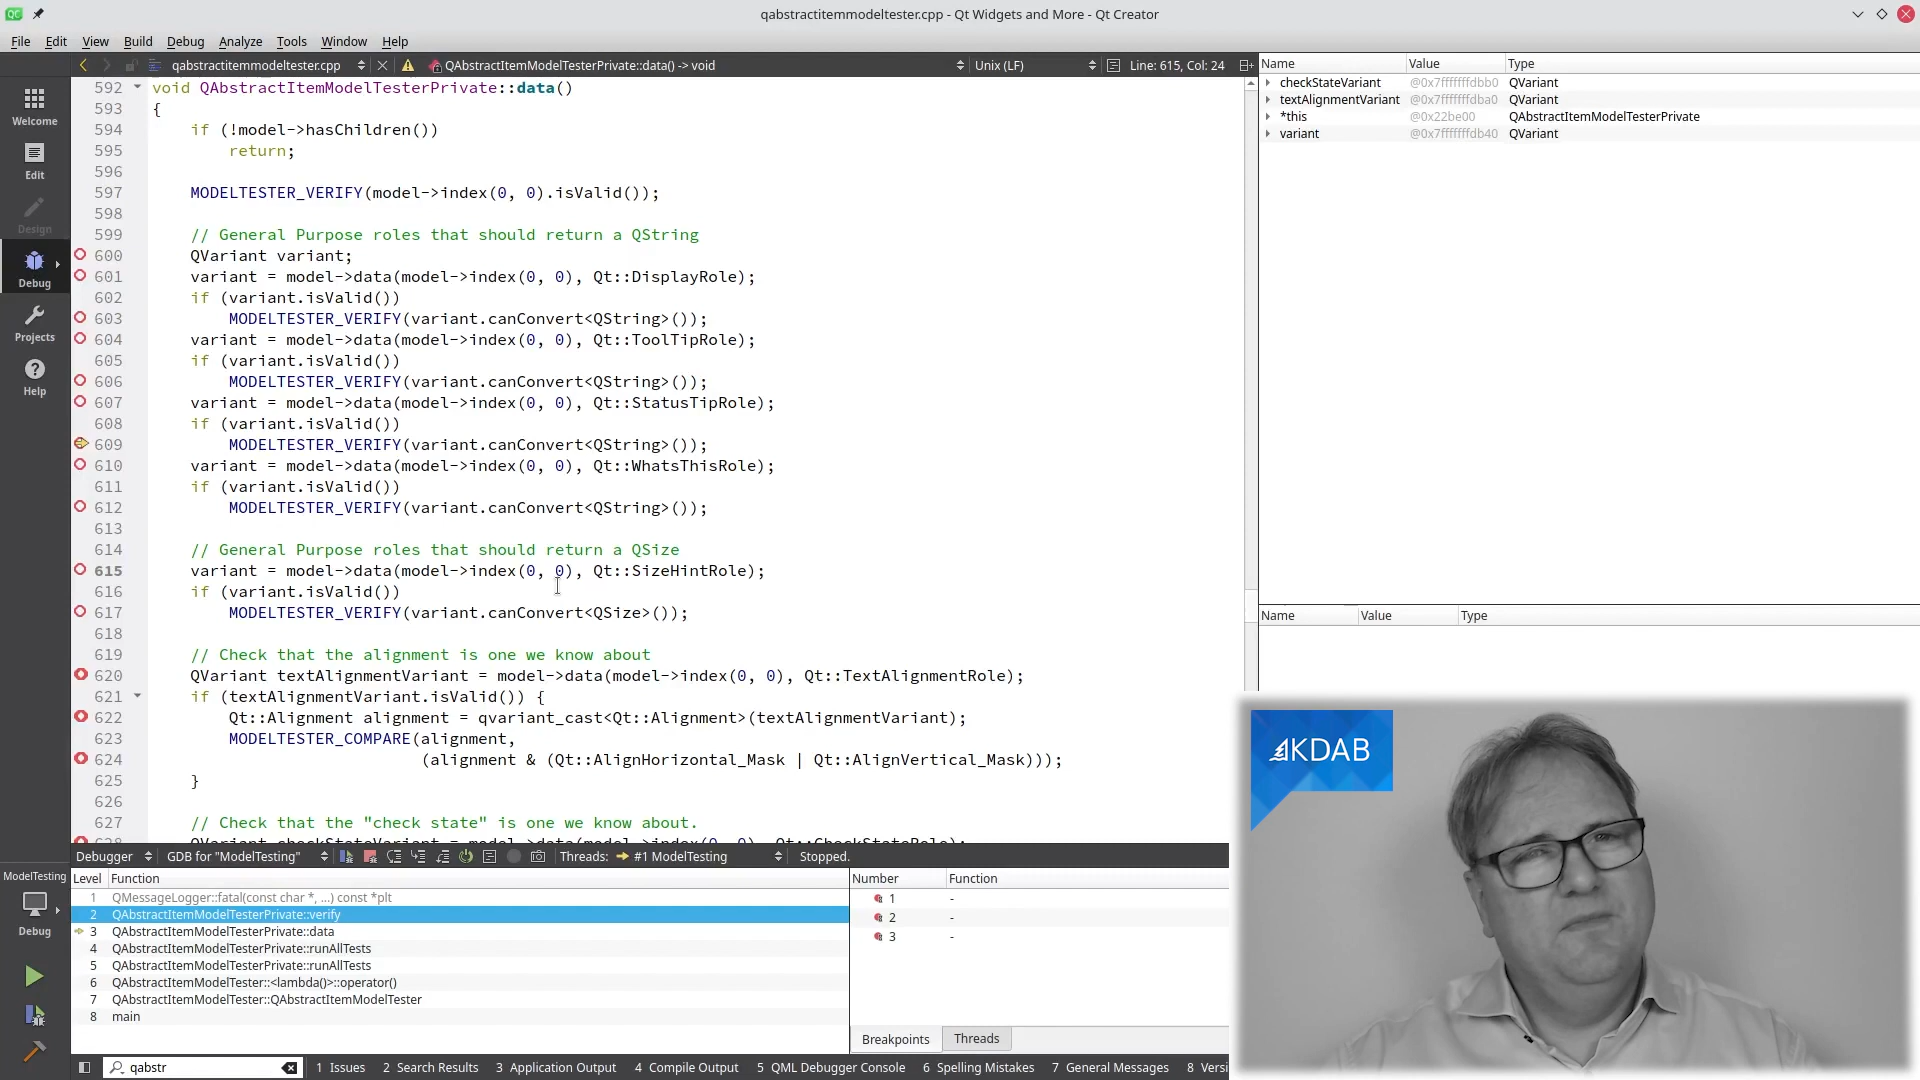 qabstractitemmodeltester.cpp - Qt Widgets and More - Qt Creator
File Edit View Build Debug Analyze Tools Window Help
qabstractitemmodeltester.cpp QAbstractItemModelTesterPrivate::data() -> void Unix (LF) Line: 615, Col: 24
Welcome
Edit
Design
Debug
Projects
Help
592 void QAbstractItemModelTesterPrivate::data()
593 {
594 if (!model->hasChildren())
595 return;
596
597 MODELTESTER_VERIFY(model->index(0, 0).isValid());
598
599 // General Purpose roles that should return a QString
600 QVariant variant;
601 variant = model->data(model->index(0, 0), Qt::DisplayRole);
602 if (variant.isValid())
603 MODELTESTER_VERIFY(variant.canConvert<QString>());
604 variant = model->data(model->index(0, 0), Qt::ToolTipRole);
605 if (variant.isValid())
606 MODELTESTER_VERIFY(variant.canConvert<QString>());
607 variant = model->data(model->index(0, 0), Qt::StatusTipRole);
608 if (variant.isValid())
609 MODELTESTER_VERIFY(variant.canConvert<QString>());
610 variant = model->data(model->index(0, 0), Qt::WhatsThisRole);
611 if (variant.isValid())
612 MODELTESTER_VERIFY(variant.canConvert<QString>());
613
614 // General Purpose roles that should return a QSize
615 variant = model->data(model->index(0, 0), Qt::SizeHintRole);
616 if (variant.isValid())
617 MODELTESTER_VERIFY(variant.canConvert<QSize>());
618
619 // Check that the alignment is one we know about
620 QVariant textAlignmentVariant = model->data(model->index(0, 0), Qt::TextAlignmentRole);
621 if (textAlignmentVariant.isValid()) {
622 Qt::Alignment alignment = qvariant_cast<Qt::Alignment>(textAlignmentVariant);
623 MODELTESTER_COMPARE(alignment,
624 (alignment & (Qt::AlignHorizontal_Mask | Qt::AlignVertical_Mask)));
625 }
626
627 // Check that the "check state" is one we know about.
Name Value Type
checkStateVariant @0x7fffffffdbb0 QVariant
textAlignmentVariant @0x7fffffffdba0 QVariant
*this @0x22be00 QAbstractItemModelTesterPrivate
variant @0x7fffffffdb40 QVariant
Name Value Type
KDAB
Debugger GDB for "ModelTesting" Threads: #1 ModelTesting Stopped.
Level Function
1 QMessageLogger::fatal(const char *, ...) const *plt
2 QAbstractItemModelTesterPrivate::verify
3 QAbstractItemModelTesterPrivate::data
4 QAbstractItemModelTesterPrivate::runAllTests
5 QAbstractItemModelTesterPrivate::runAllTests
6 QAbstractItemModelTester::<lambda()>::operator()
7 QAbstractItemModelTester::QAbstractItemModelTester
8 main
Number Function
1 -
2 -
3 -
Breakpoints Threads
ModelTesting
Debug
qabstr 1 Issues 2 Search Results 3 Application Output 4 Compile Output 5 QML Debugger Console 6 Spelling Mistakes 7 General Messages 8 Versi